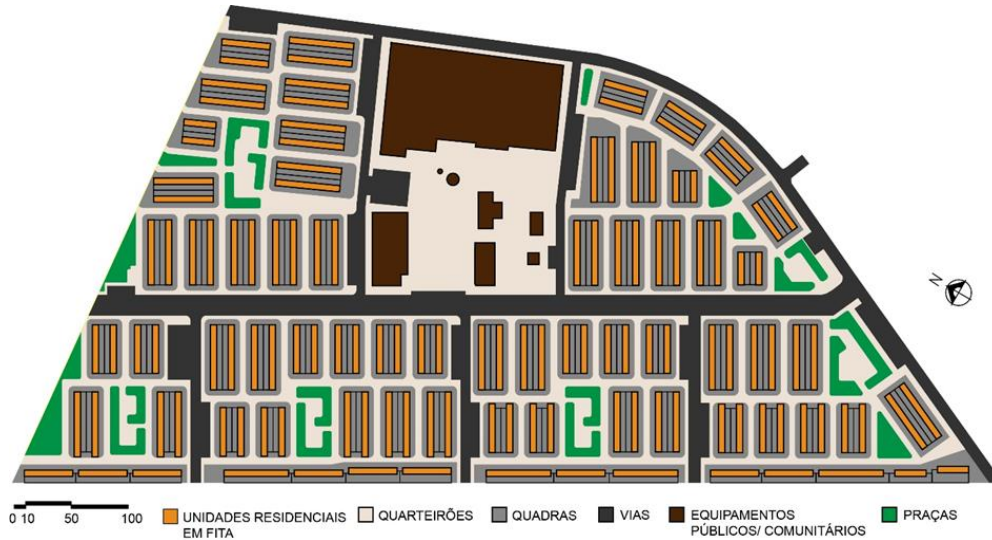 N
0 10 50 100
UNIDADES RESIDENCIAIS
EM FITA
QUARTEIRÕES
QUADRAS
VIAS
EQUIPAMENTOS
PÚBLICOS/ COMUNITÁRIOS
PRAÇAS